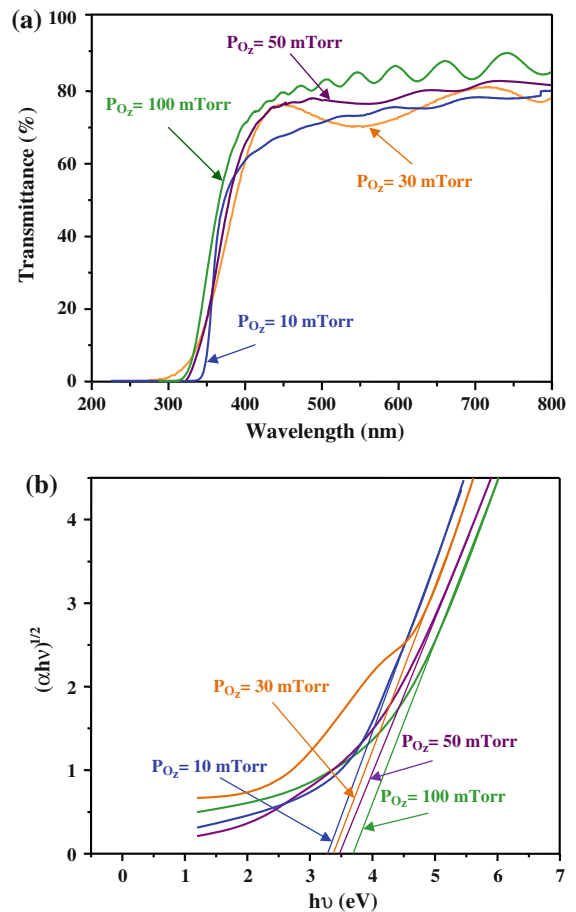 (a)
P_Oz= 50 mTorr
P_Oz= 100 mTorr
P_Oz= 30 mTorr
P_Oz= 10 mTorr
Transmittance (%)
100
80
60
40
20
0
200 300 400 500 600 700 800
Wavelength (nm)
(b)
P_Oz= 30 mTorr
P_Oz= 10 mTorr
P_Oz= 50 mTorr
P_Oz= 100 mTorr
(αhυ)^1/2
4
3
2
1
0
0 1 2 3 4 5 6 7
hυ (eV)